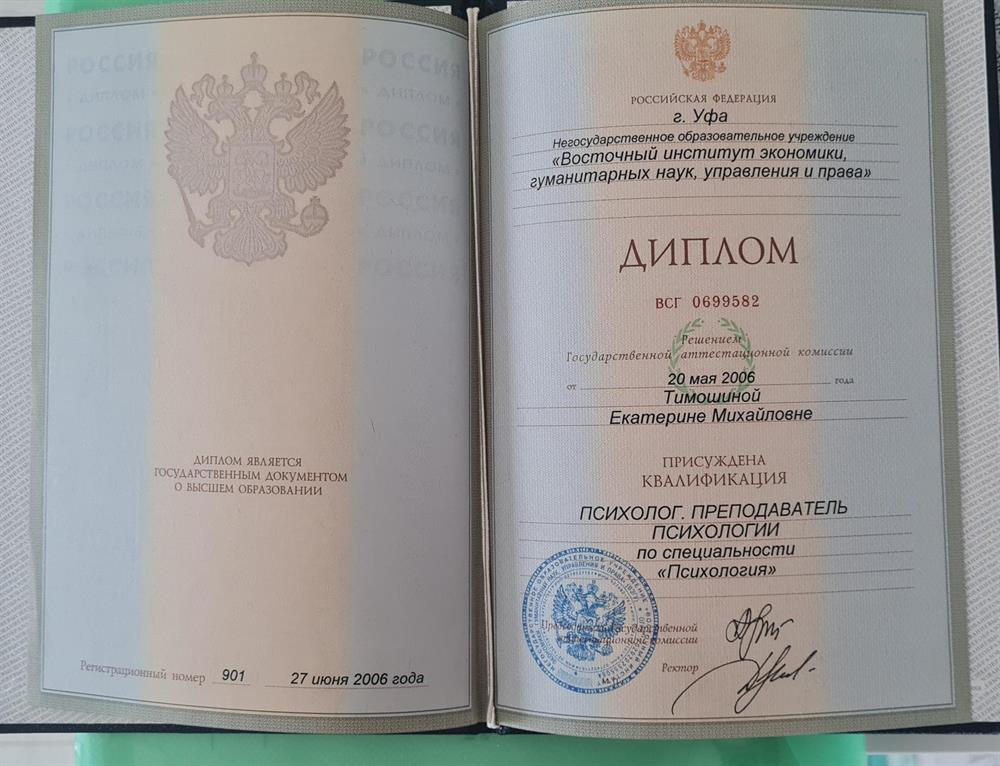 ДИПЛОМ ЯВЛЯЕТСЯ
ГОСУДАРСТВЕННЫМ ДОКУМЕНТОМ
О ВЫСШЕМ ОБРАЗОВАНИИ
Регистрационный номер 901 27 июня 2006 года
РОССИЙСКАЯ ФЕДЕРАЦИЯ
г. Уфа
Негосударственное образовательное учреждение
«Восточный институт экономики,
гуманитарных наук, управления и права»
ДИПЛОМ
ВСГ 0699582
Решением
Государственной аттестационной комиссии
от 20 мая 2006 года
Тимошиной
Екатерине Михайловне
ПРИСУЖДЕНА
КВАЛИФИКАЦИЯ
ПСИХОЛОГ. ПРЕПОДАВАТЕЛЬ
ПСИХОЛОГИИ
по специальности
«Психология»
Председатель Государственной
аттестационной комиссии
Ректор